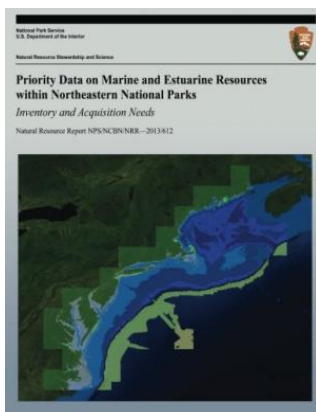 National Park Service
U.S. Department of the Interior
Natural Resource Stewardship and Science
Priority Data on Marine and Estuarine Resources
within Northeastern National Parks
Inventory and Acquisition Needs
Natural Resource Report NPS/NCBN/NRR—2013/612